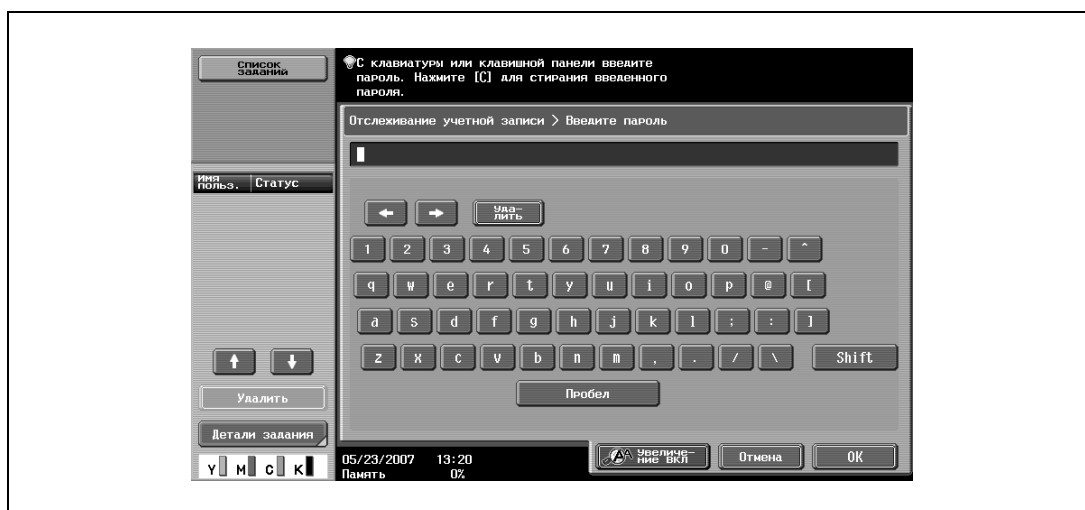 Список
заданий
С клавиатуры или клавишной панели введите
пароль. Нажмите [C] для стирания введенного
пароля.
Отслеживание учетной записи > Введите пароль
Имя
польз. Статус
Уда-
лить
1 2 3 4 5 6 7 8 9 0 - ^
q w e r t y u i o p @ [
a s d f g h j k l ; : ]
z x c v b n m , . / \ Shift
Пробел
Удалить
Детали задания
Y M C K
05/23/2007 13:20
Память 0%
Увеличе-
ние ВКЛ
Отмена
OK